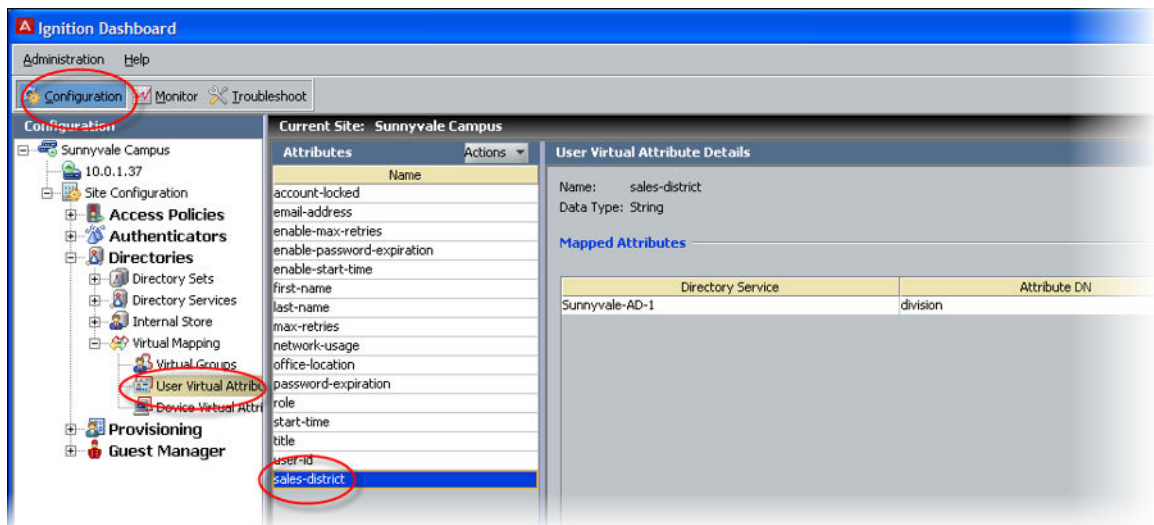 Ignition Dashboard
Administration Help
Configuration Monitor Troubleshoot
Configuration
Sunnyvale Campus
10.0.1.37
Site Configuration
Access Policies
Authenticators
Directories
Directory Sets
Directory Services
Internal Store
Virtual Mapping
Virtual Groups
User Virtual Attribu
Device Virtual Attri
Provisioning
Guest Manager
Current Site: Sunnyvale Campus
Attributes Actions
Name
account-locked
email-address
enable-max-retries
enable-password-expiration
enable-start-time
first-name
last-name
max-retries
network-usage
office-location
password-expiration
role
start-time
title
user-id
sales-district
User Virtual Attribute Details
Name: sales-district
Data Type: String
Mapped Attributes
Directory Service Attribute DN
Sunnyvale-AD-1 division